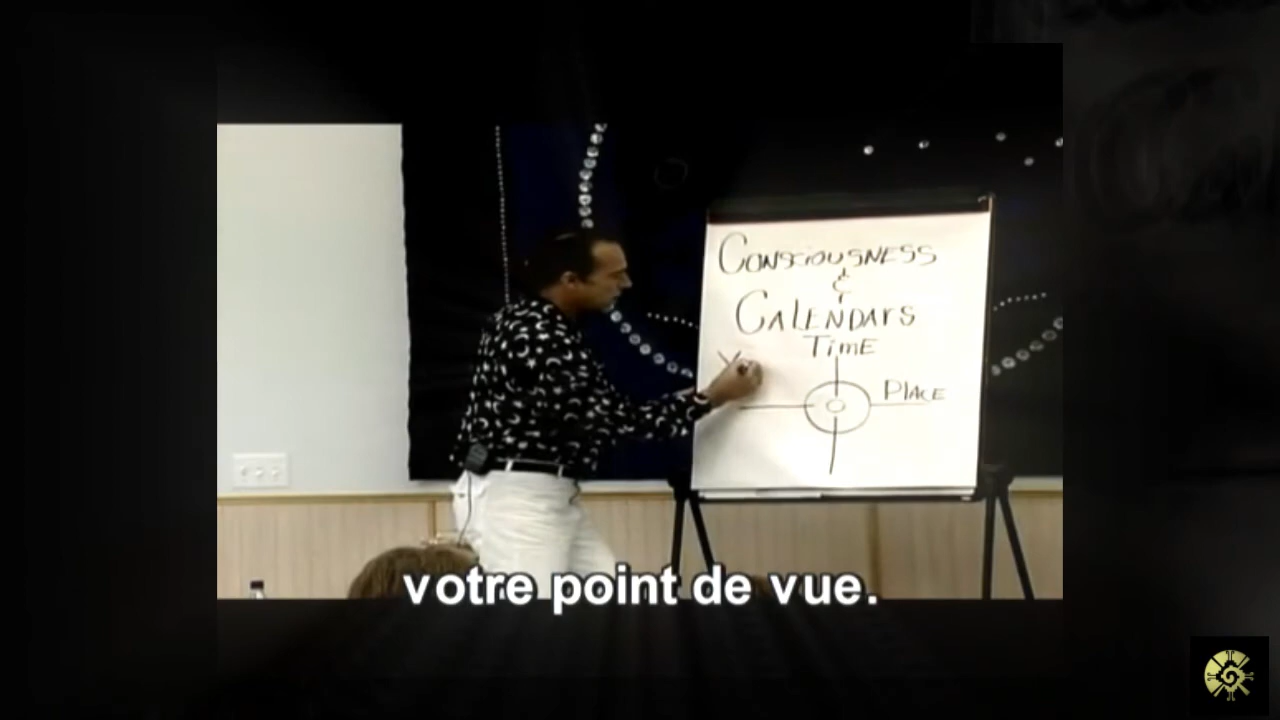 CONSCIOUSNESS
&
CALENDARS
TIME
PLACE
votre point de vue.